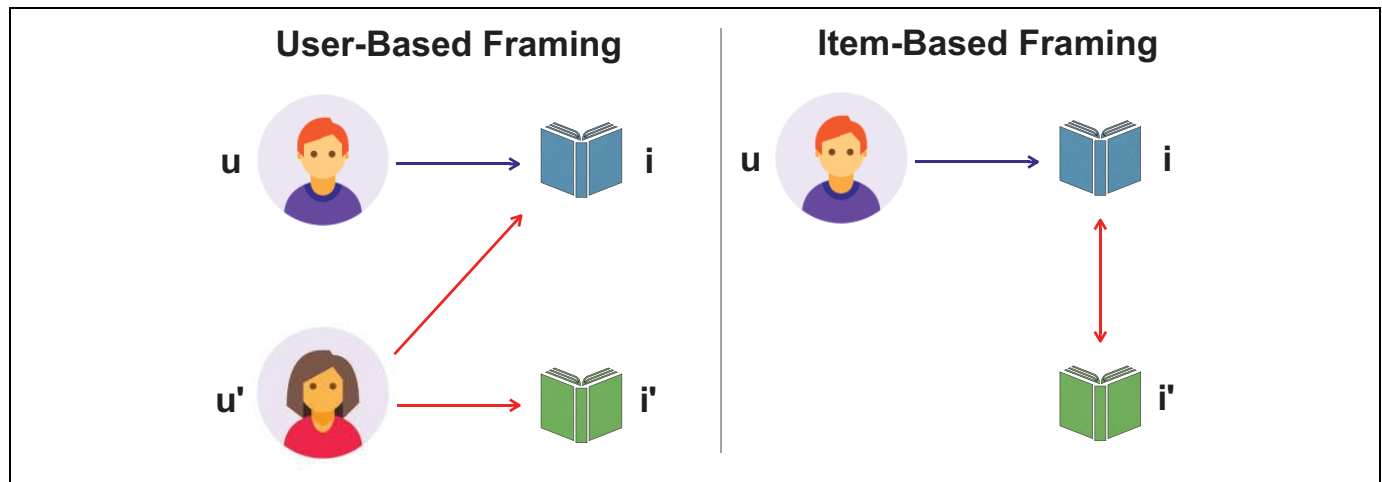 User-Based Framing
u
i
u'
i'
Item-Based Framing
u
i
i'